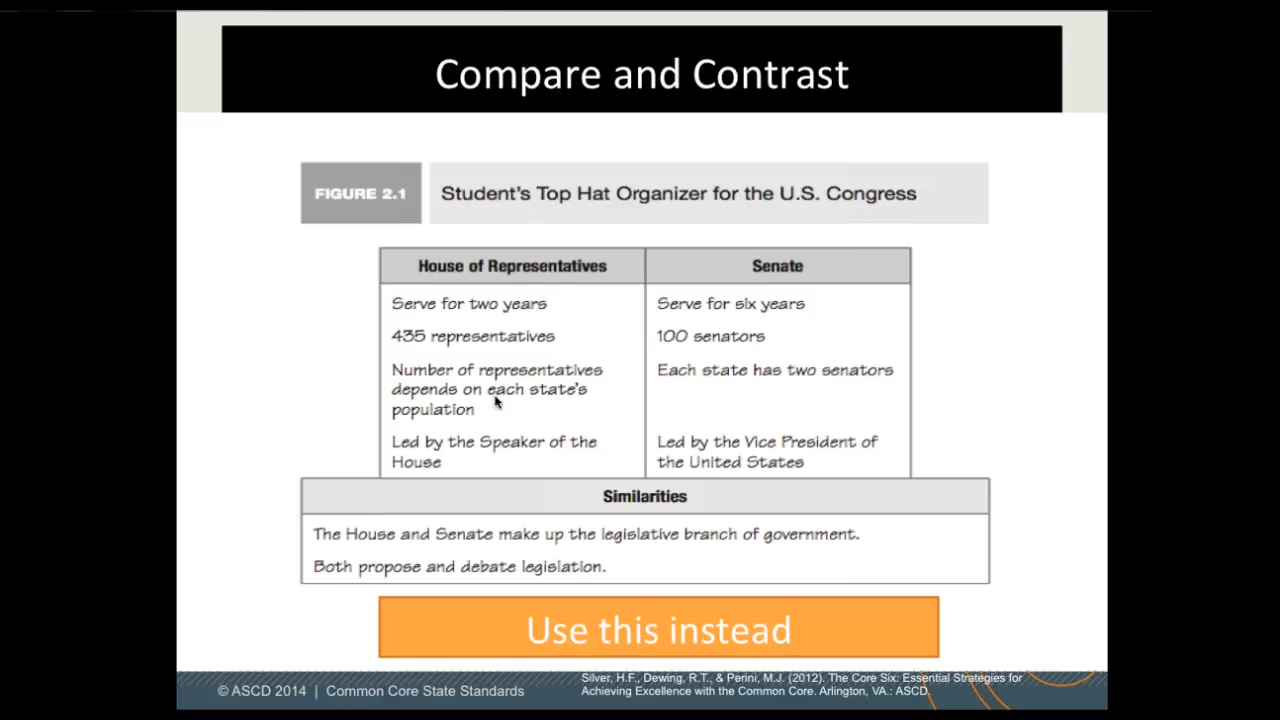 Compare and Contrast
FIGURE 2.1
Student's Top Hat Organizer for the U.S. Congress
House of Representatives
Senate
Serve for two years
Serve for six years
435 representatives
100 senators
Number of representatives
depends on each state's
population
Each state has two senators
Led by the Speaker of the
House
Led by the Vice President of
the United States
Similarities
The House and Senate make up the legislative branch of government.
Both propose and debate legislation.
Use this instead
© ASCD 2014 | Common Core State Standards
Silver, H.F., Dewing, R.T., & Perini, M.J. (2012). The Core Six: Essential Strategies for
Achieving Excellence with the Common Core. Arlington, VA.: ASCD.